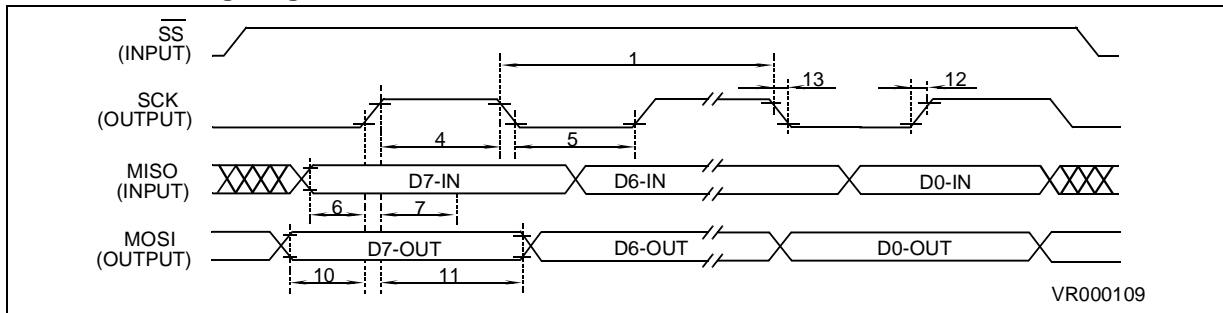 SS
(INPUT)
1
13
12
SCK
(OUTPUT)
4
5
MISO
(INPUT)
D7-IN
D6-IN
D0-IN
6
7
MOSI
(OUTPUT)
D7-OUT
D6-OUT
D0-OUT
10
11
VR000109